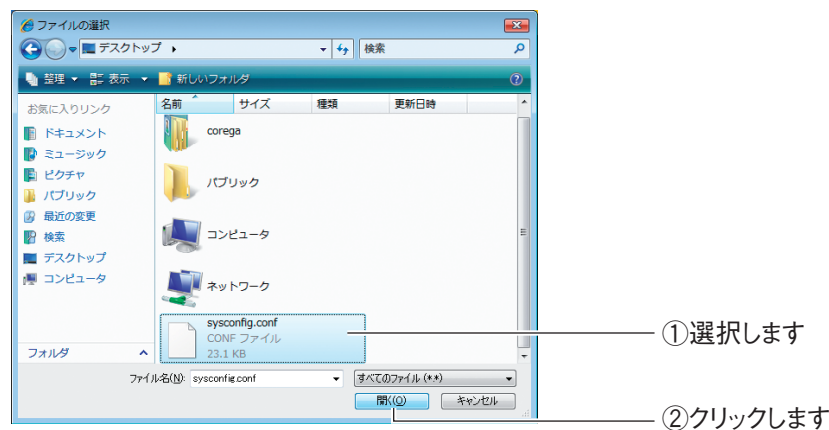 ファイルの選択
デスクトップ
検索
整理 表示 新しいフォルダ
お気に入りリンク
ドキュメント
ミュージック
ピクチャ
パブリック
最近の変更
検索
デスクトップ
コンピュータ
フォルダ
名前 サイズ 種類 更新日時
corega
パブリック
コンピュータ
ネットワーク
sysconfig.conf
CONF ファイル
23.1 KB
①選択します
ファイル名(N): sysconfig.conf すべてのファイル (*.*)
開く(O) キャンセル
②クリックします